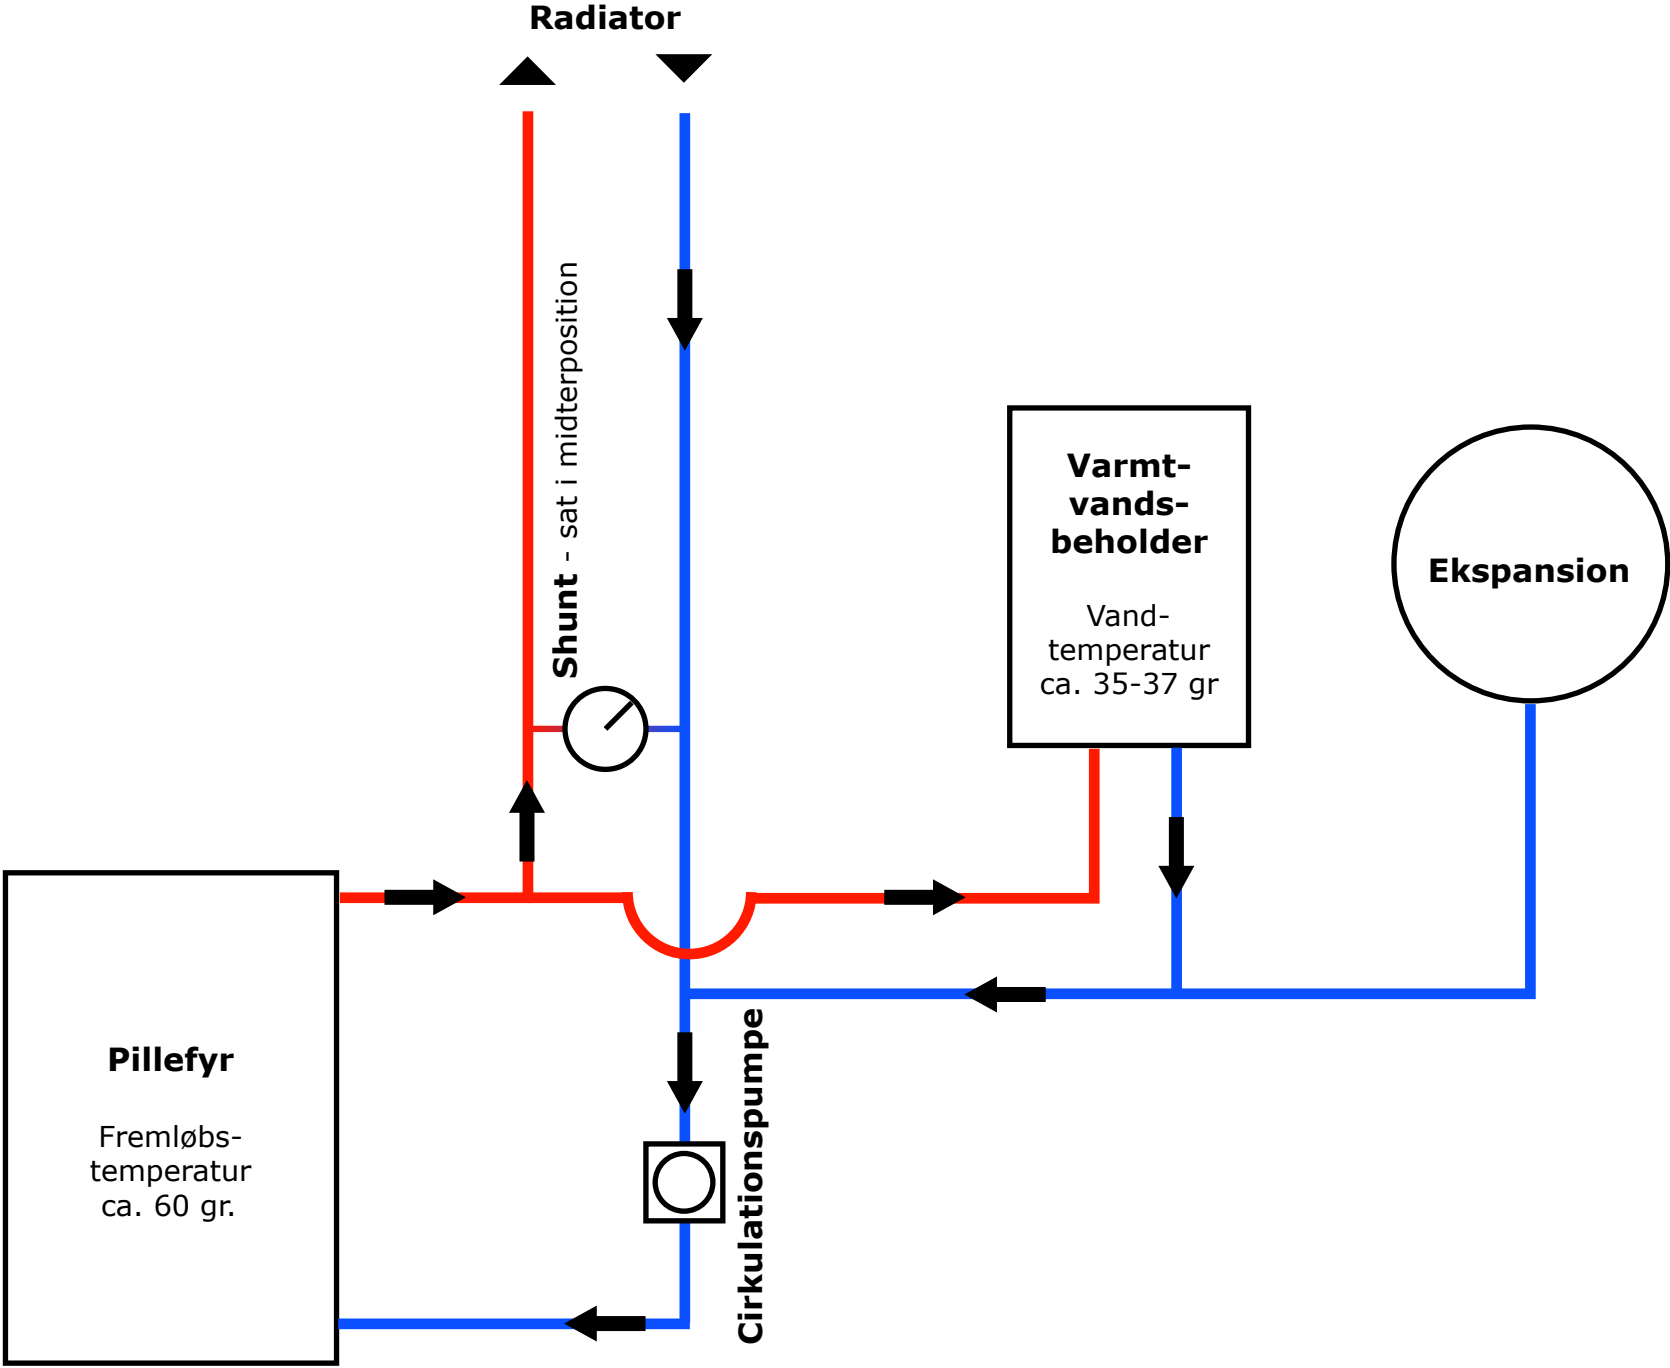 Radiator
Shunt - sat i midterposition
Varmt-
vands-
beholder
Vand-
temperatur
ca. 35-37 gr
Ekspansion
Pillefyr
Fremløbs-
temperatur
ca. 60 gr.
Cirkulationspumpe